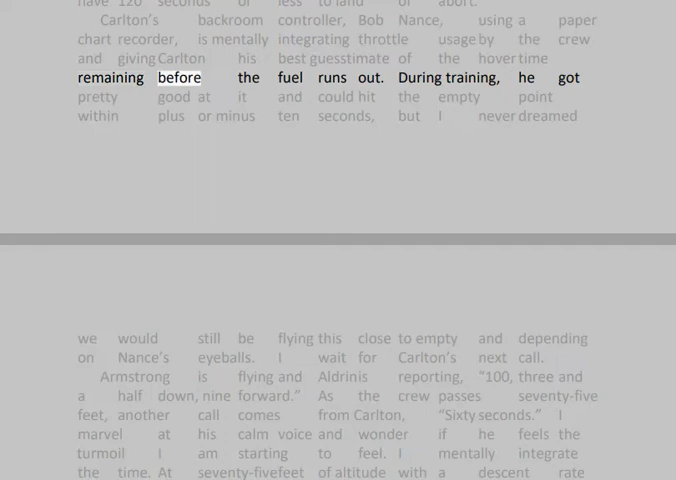 have 120 seconds or less to land or abort.
Carlton’s backroom controller, Bob Nance, using a paper
chart recorder, is mentally integrating throttle usage by the crew
and giving Carlton his best guesstimate of the hover time
remaining before the fuel runs out. During training, he got
pretty good at it and could hit the empty point
within plus or minus ten seconds, but I never dreamed
we would still be flying this close to empty and depending
on Nance’s eyeballs. I wait for Carlton’s next call.
Armstrong is flying and Aldrin is reporting, “100, three and
a half down, nine forward.” As the crew passes seventy-five
feet, another call comes from Carlton, “Sixty seconds.” I
marvel at his calm voice and wonder if he feels the
turmoil I am starting to feel. I mentally integrate
the time. At seventy-five feet of altitude with a descent rate